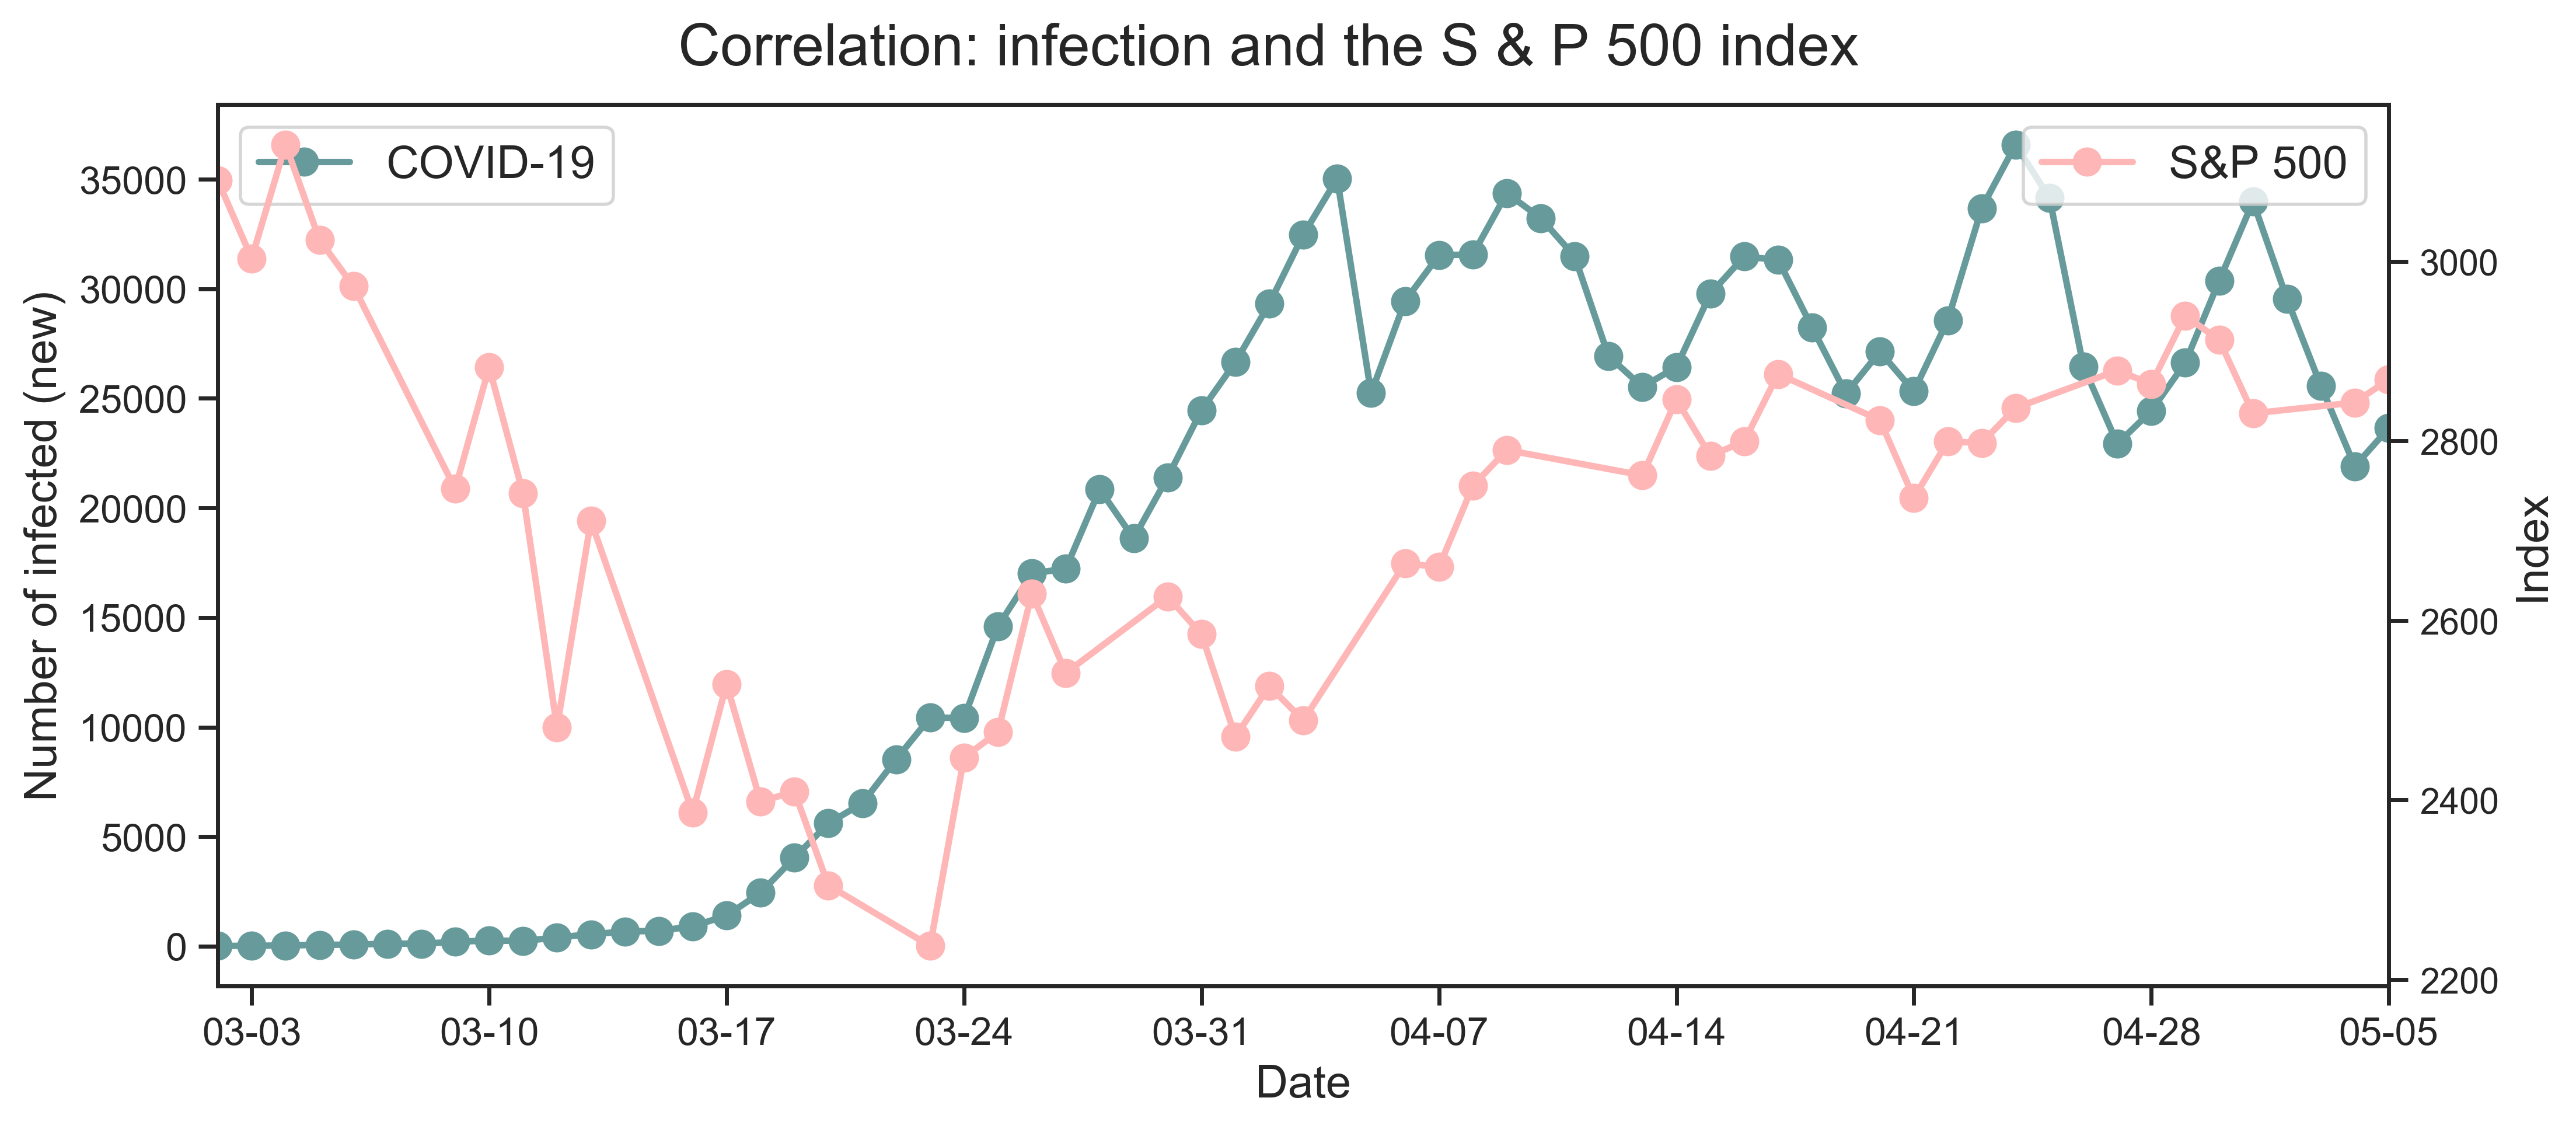 Correlation: infection and the S & P 500 index
COVID-19
S&P 500
Number of infected (new)
35000
30000
25000
20000
15000
10000
5000
0
3000
2800
2600
2400
2200
Index
03-03 03-10 03-17 03-24 03-31 04-07 04-14 04-21 04-28 05-05
Date